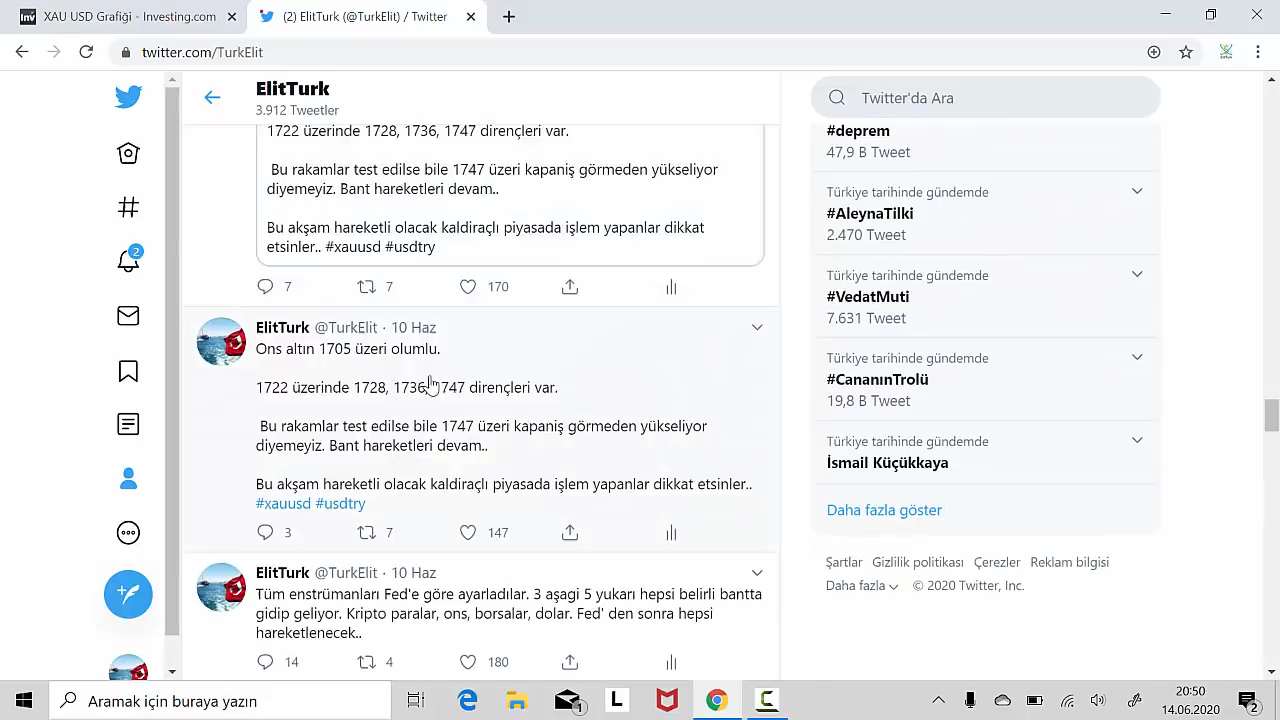 XAU USD Grafiği - Investing.com
(2) ElitTurk (@TurkElit) / Twitter
twitter.com/TurkElit
ElitTurk
3.912 Tweetler
1722 üzerinde 1728, 1736, 1747 dirençleri var.
Bu rakamlar test edilse bile 1747 üzeri kapaniş görmeden yükseliyor
diyemeyiz. Bant hareketleri devam..
Bu akşam hareketli olacak kaldiraçlı piyasada işlem yapanlar dikkat
etsinler.. #xauusd #usdtry
7 7 170
ElitTurk @TurkElit · 10 Haz
Ons altın 1705 üzeri olumlu.
1722 üzerinde 1728, 1736, 1747 dirençleri var.
Bu rakamlar test edilse bile 1747 üzeri kapaniş görmeden yükseliyor
diyemeyiz. Bant hareketleri devam..
Bu akşam hareketli olacak kaldiraçlı piyasada işlem yapanlar dikkat etsinler..
#xauusd #usdtry
3 7 147
ElitTurk @TurkElit · 10 Haz
Tüm enstrümanları Fed'e göre ayarladılar. 3 aşagi 5 yukarı hepsi belirli bantta
gidip geliyor. Kripto paralar, ons, borsalar, dolar. Fed' den sonra hepsi
hareketlenecek..
14 4 180
Twitter'da Ara
#deprem
47,9 B Tweet
Türkiye tarihinde gündemde
#AleynaTilki
2.470 Tweet
Türkiye tarihinde gündemde
#VedatMuti
7.631 Tweet
Türkiye tarihinde gündemde
#CananınTrolü
19,8 B Tweet
Türkiye tarihinde gündemde
İsmail Küçükkaya
Daha fazla göster
Şartlar Gizlilik politikası Çerezler Reklam bilgisi
Daha fazla © 2020 Twitter, Inc.
2
Aramak için buraya yazın
1
L
20:50
14.06.2020
2